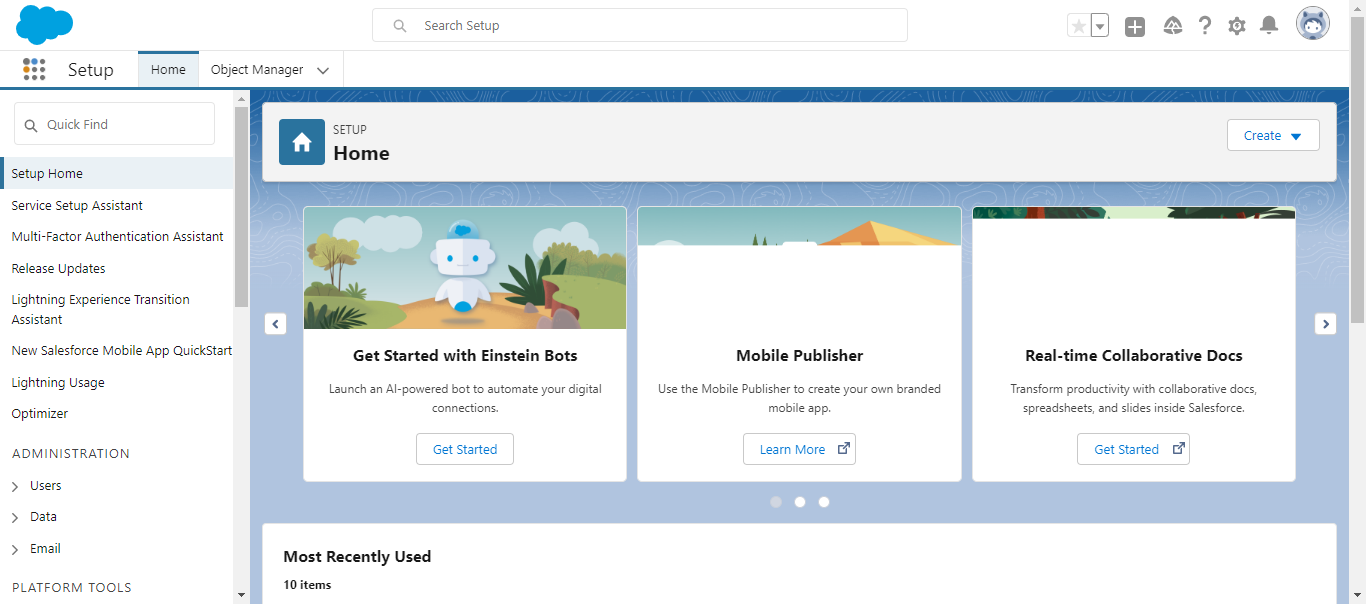 Search Setup
Setup
Home
Object Manager
Quick Find
Setup Home
Service Setup Assistant
Multi-Factor Authentication Assistant
Release Updates
Lightning Experience Transition
Assistant
New Salesforce Mobile App QuickStart
Lightning Usage
Optimizer
ADMINISTRATION
Users
Data
Email
PLATFORM TOOLS
SETUP
Home
Create
Get Started with Einstein Bots
Launch an AI-powered bot to automate your digital
connections.
Get Started
Mobile Publisher
Use the Mobile Publisher to create your own branded
mobile app.
Learn More
Real-time Collaborative Docs
Transform productivity with collaborative docs,
spreadsheets, and slides inside Salesforce.
Get Started
Most Recently Used
10 items